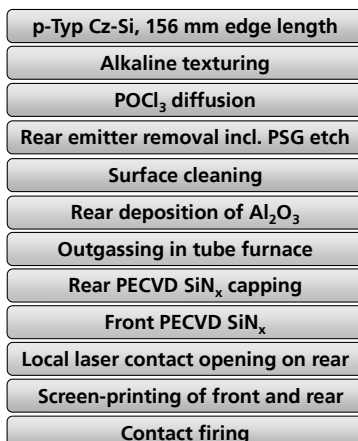 p-Typ Cz-Si, 156 mm edge length
Alkaline texturing
POCl₃ diffusion
Rear emitter removal incl. PSG etch
Surface cleaning
Rear deposition of Al₂O₃
Outgassing in tube furnace
Rear PECVD SiNₓ capping
Front PECVD SiNₓ
Local laser contact opening on rear
Screen-printing of front and rear
Contact firing